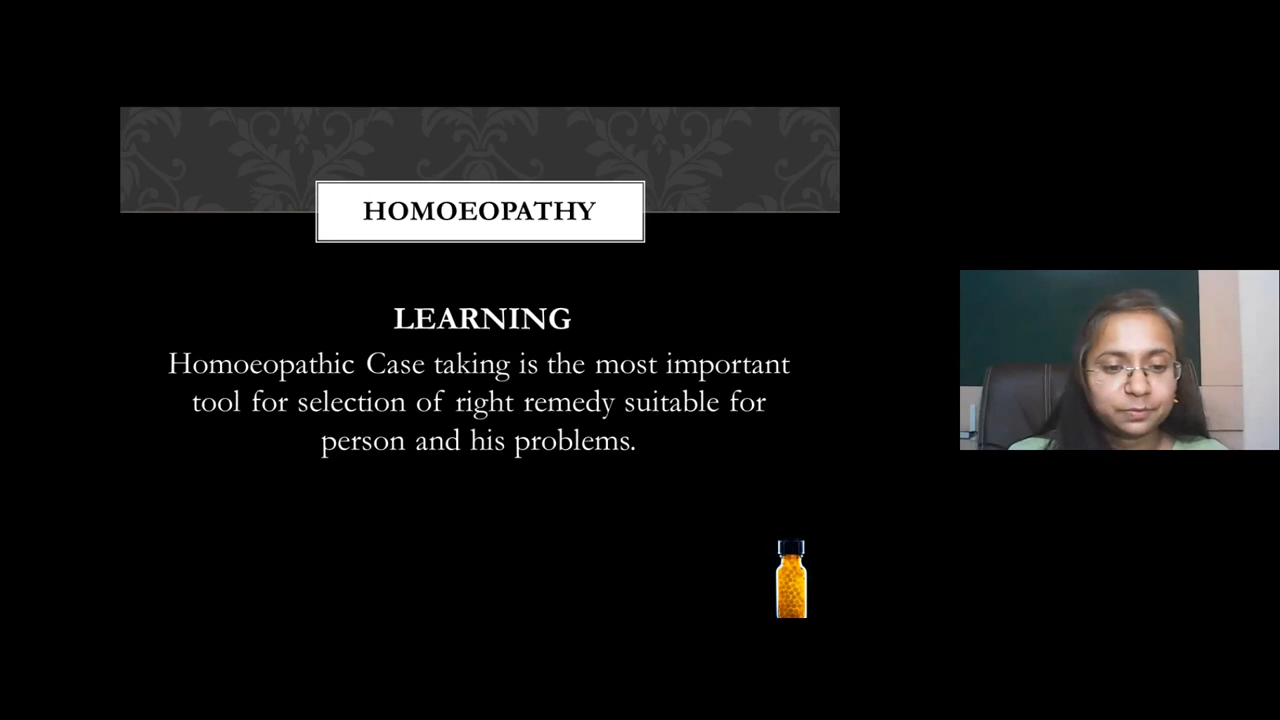 HOMOEOPATHY
LEARNING
Homoeopathic Case taking is the most important
tool for selection of right remedy suitable for
person and his problems.